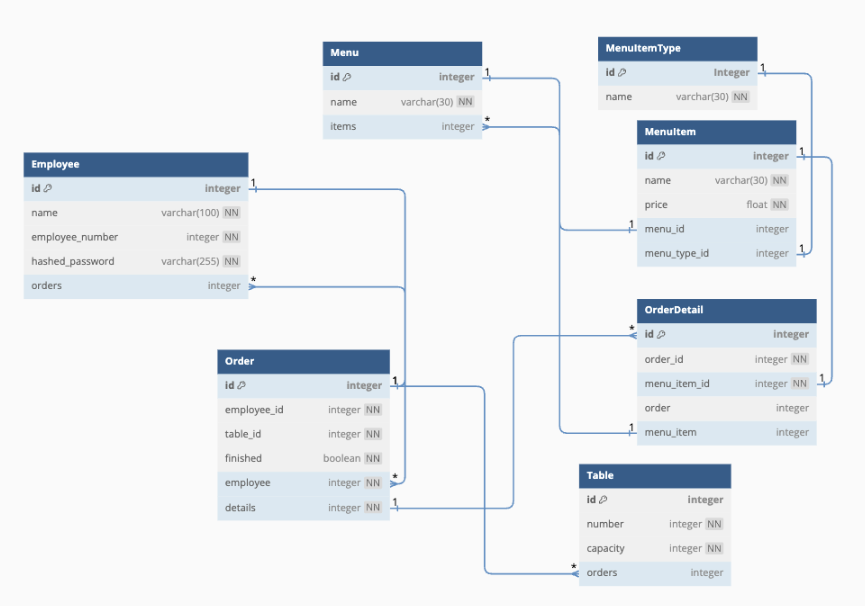 Menu
id integer
name varchar(30) NN
items integer
MenuItemType
id Integer
name varchar(30) NN
MenuItem
id integer
name varchar(30) NN
price float NN
menu_id integer
menu_type_id integer
Employee
id integer
name varchar(100) NN
employee_number integer NN
hashed_password varchar(255) NN
orders integer
OrderDetail
id integer
order_id integer NN
menu_item_id integer NN
order integer
menu_item integer
Order
id integer
employee_id integer NN
table_id integer NN
finished boolean NN
employee integer NN
details integer NN
Table
id integer
number integer NN
capacity integer NN
orders integer
1
*
1
1
1
1
1
*
*
1
1
1
*
1
*